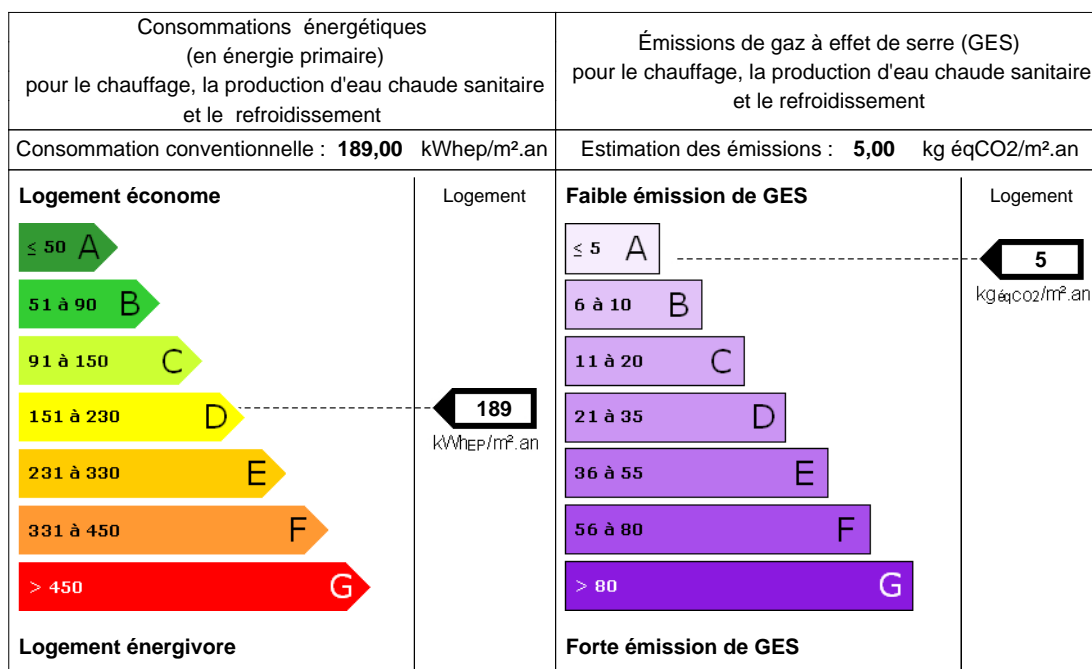 Consommations énergétiques
(en énergie primaire)
pour le chauffage, la production d'eau chaude sanitaire
et le refroidissement
Émissions de gaz à effet de serre (GES)
pour le chauffage, la production d'eau chaude sanitaire
et le refroidissement
Consommation conventionnelle : 189,00 kWhep/m².an
Estimation des émissions : 5,00 kg éqCO2/m².an
Logement économe
Logement
≤ 50 A
51 à 90 B
91 à 150 C
151 à 230 D
231 à 330 E
331 à 450 F
> 450 G
189
kWhEP/m².an
Logement énergivore
Faible émission de GES
Logement
≤ 5 A
6 à 10 B
11 à 20 C
21 à 35 D
36 à 55 E
56 à 80 F
> 80 G
5
kgéqCO2/m².an
Forte émission de GES